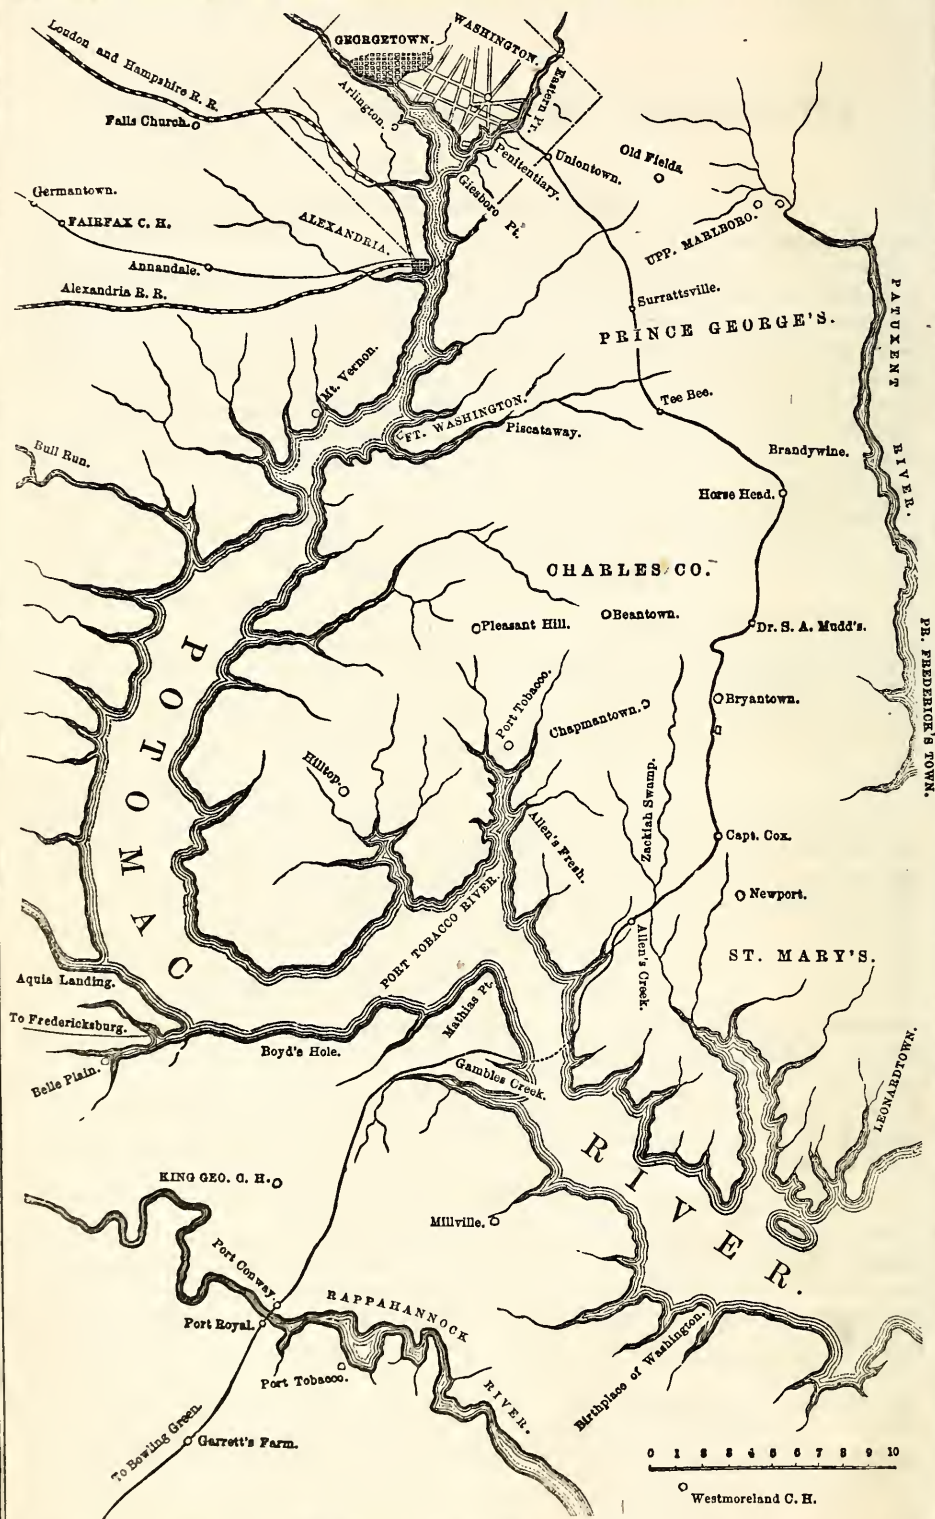 GEORGETOWN.
WASHINGTON.
Loudon and Hampshire R. R.
Eastern Pt.
Arlington.
Falls Church.
Penitentiary.
Uniontown.
Old Fields.
Giesboro Pt.
Germantown.
FAIRFAX C. H.
ALEXANDRIA.
UPP. MARLBORO.
Annandale.
Alexandria R. R.
Surrattsville.
PRINCE GEORGE'S.
PATUXENT RIVER.
Mt. Vernon.
FT. WASHINGTON.
Piscataway.
Tee Bee.
Bull Run.
Brandywine.
Horse Head.
CHARLES CO.
Pleasant Hill.
Beantown.
Dr. S. A. Mudd's.
PR. FREDERICK'S TOWN.
POTOMAC
Port Tobacco.
Chapmantown.
Bryantown.
Hilltop.
Zackiah Swamp.
Allen's Fresh.
Capt. Cox.
Newport.
PORT TOBACCO RIVER.
Allen's Creek.
ST. MARY'S.
Aquia Landing.
To Fredericksburg.
Mathias Pt.
Boyd's Hole.
Belle Plain.
Gambles Creek.
LEONARDTOWN.
RIVER.
KING GEO. C. H.
Millville.
Port Conway.
RAPPAHANNOCK
RIVER.
Port Royal.
Port Tobacco.
Birthplace of Washington.
To Bowling Green.
Garrett's Farm.
0 1 2 3 4 5 6 7 8 9 10
Westmoreland C. H.